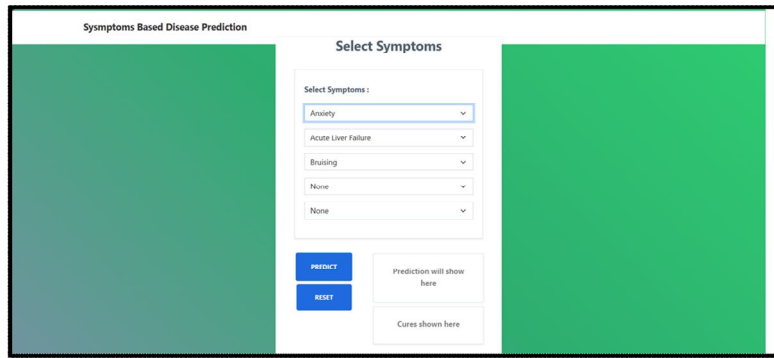 Sysmptoms Based Disease Prediction
Select Symptoms
Select Symptoms :
Anxiety
Acute Liver Failure
Bruising
None
None
PREDICT
RESET
Prediction will show
here
Cures shown here